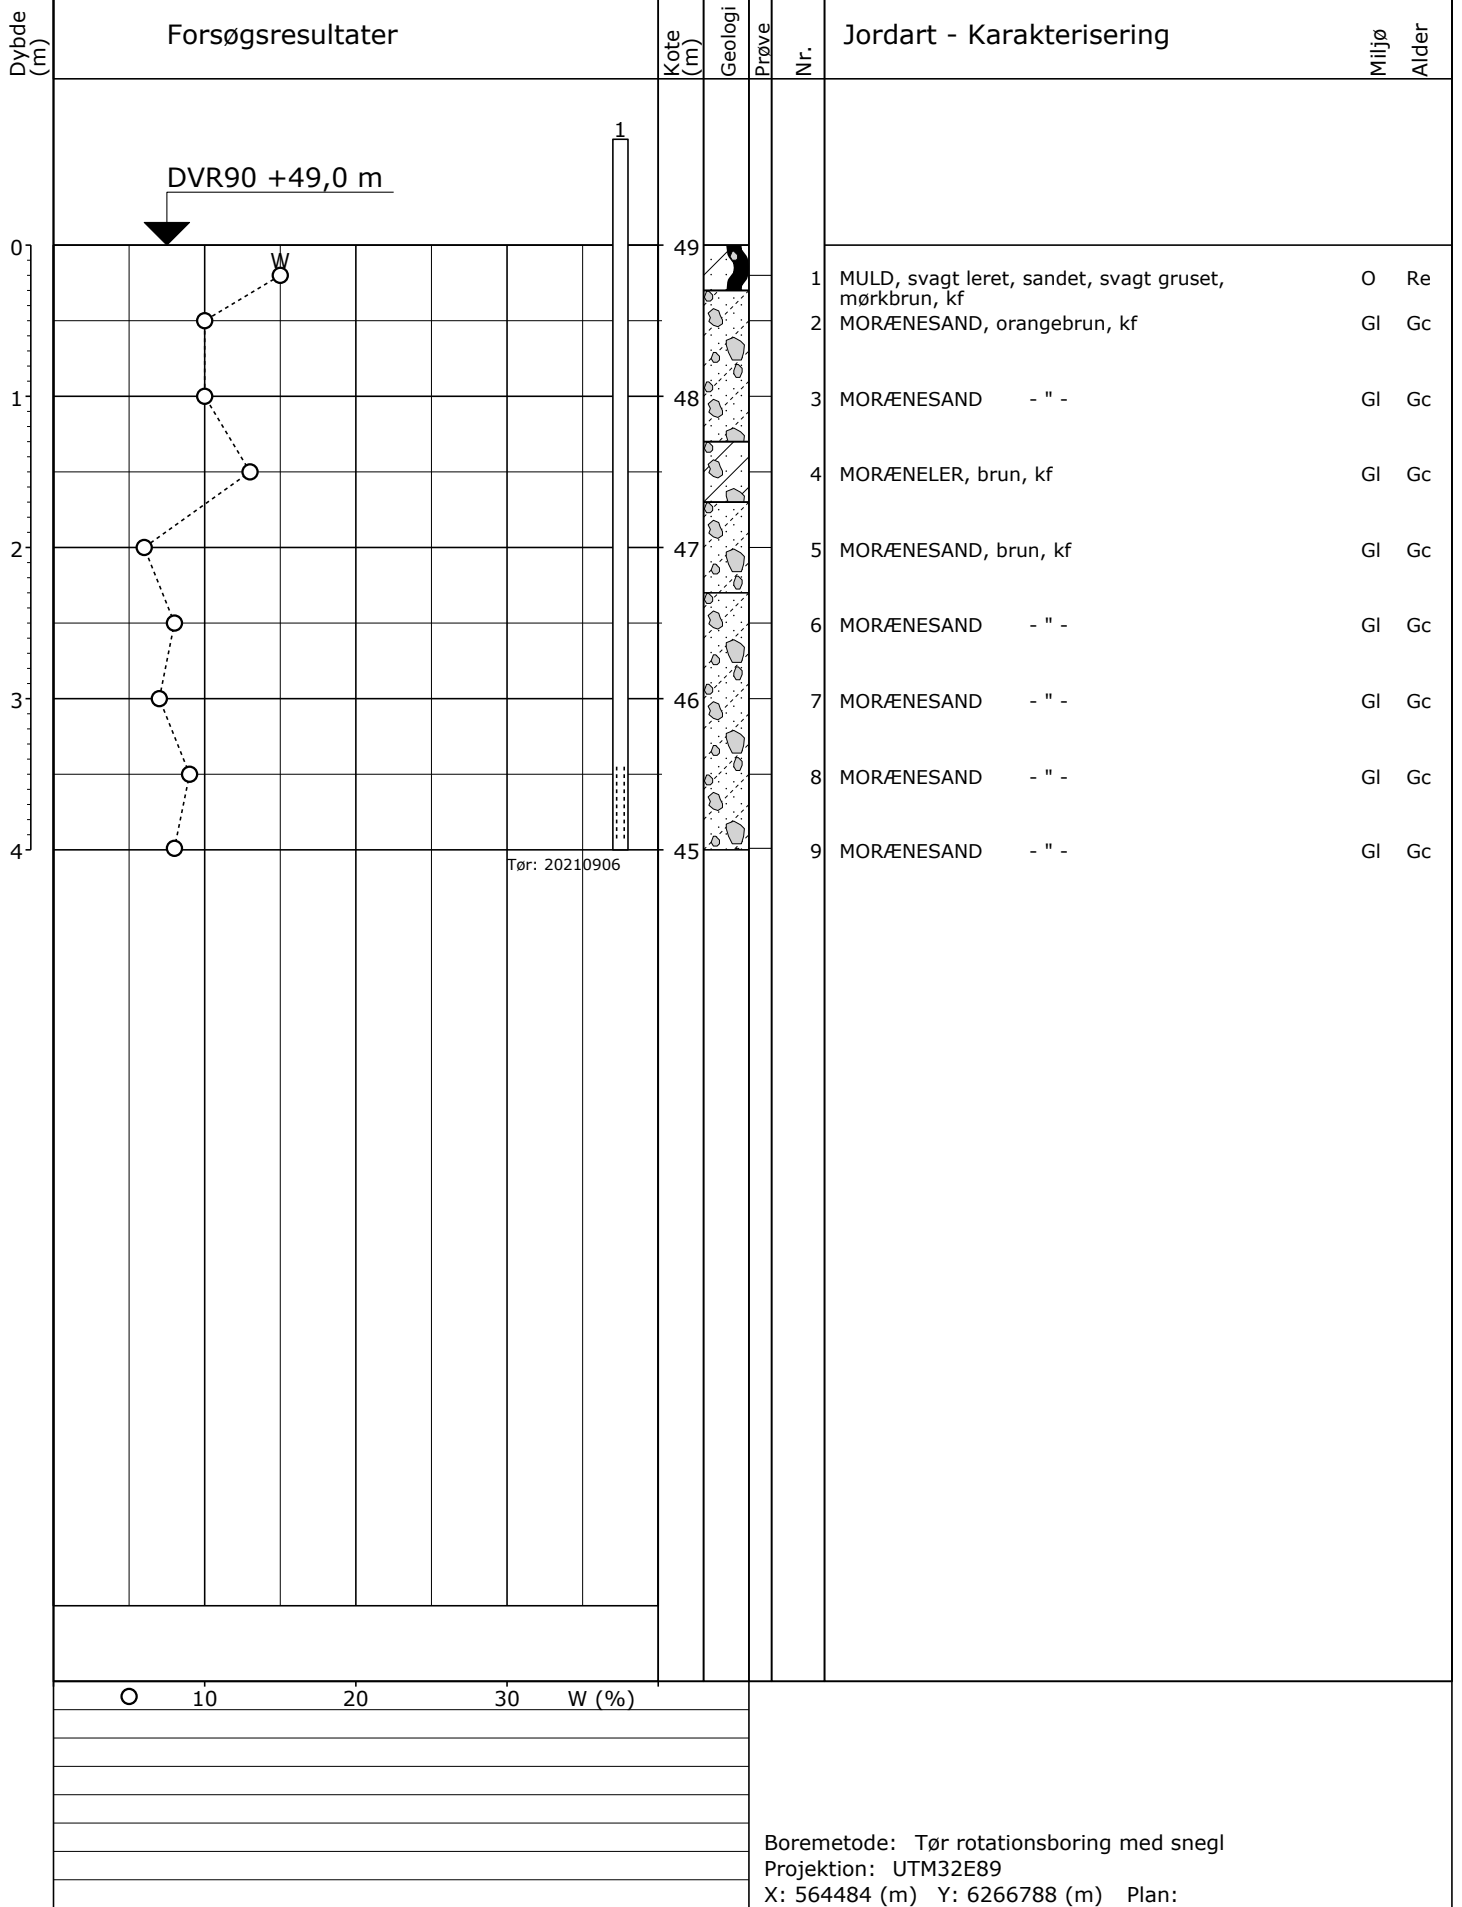 Dybde (m)
Forsøgsresultater
Kote (m)
Geologi
Prøve
Nr.
Jordart - Karakterisering
Miljø
Alder
1
DVR90 +49,0 m
W
0
49
1 MULD, svagt leret, sandet, svagt gruset, O Re
mørkbrun, kf
2 MORÆNESAND, orangebrun, kf Gl Gc
1
48
3 MORÆNESAND - " - Gl Gc
4 MORÆNELER, brun, kf Gl Gc
2
47
5 MORÆNESAND, brun, kf Gl Gc
6 MORÆNESAND - " - Gl Gc
3
46
7 MORÆNESAND - " - Gl Gc
8 MORÆNESAND - " - Gl Gc
4
45
9 MORÆNESAND - " - Gl Gc
Tør: 20210906
10 20 30 W (%)
Boremetode: Tør rotationsboring med snegl
Projektion: UTM32E89
X: 564484 (m) Y: 6266788 (m) Plan: